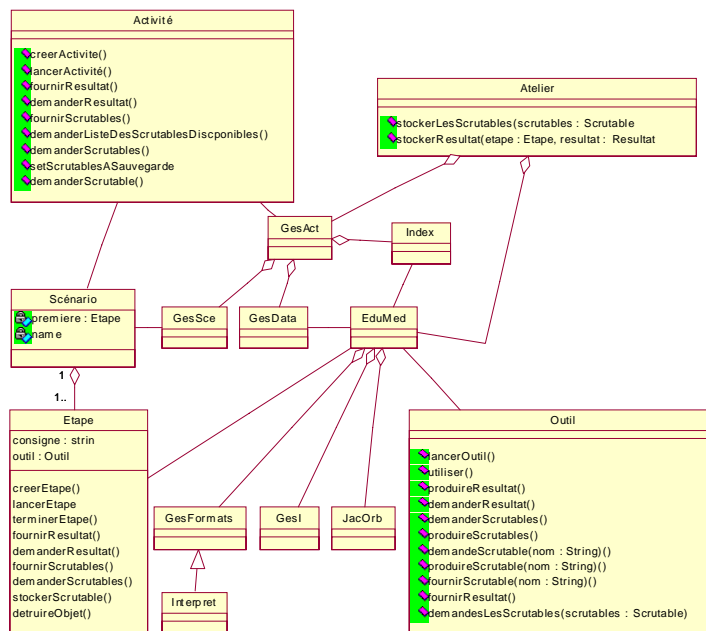 Activité
creerActivite()
lancerActivité()
fournirResultat()
demanderResultat()
fournirScrutables()
demanderListeDesScrutablesDiscponibles()
demanderScrutables()
setScrutablesASauvegarde
demanderScrutable()
Atelier
stockerLesScrutables(scrutables : Scrutable
stockerResultat(etape : Etape, resultat : Resultat
GesAct
Index
Scénario
premiere : Etape
name
GesSce
GesData
EduMed
1
1..
Etape
consigne : strin
outil : Outil
creerEtape()
lancerEtape
terminerEtape()
fournirResultat()
demanderResultat()
fournirScrutables()
demanderScrutables()
stockerScrutable()
detruireObjet()
GesFormats
GesI
JacOrb
Interpret
Outil
lancerOutil()
utiliser()
produireResultat()
demanderResultat()
demanderScrutables()
produireScrutables()
demandeScrutable(nom : String)()
produireScrutable(nom : String)()
fournirScrutable(nom : String)()
fournirResultat()
demandesLesScrutables(scrutables : Scrutable)